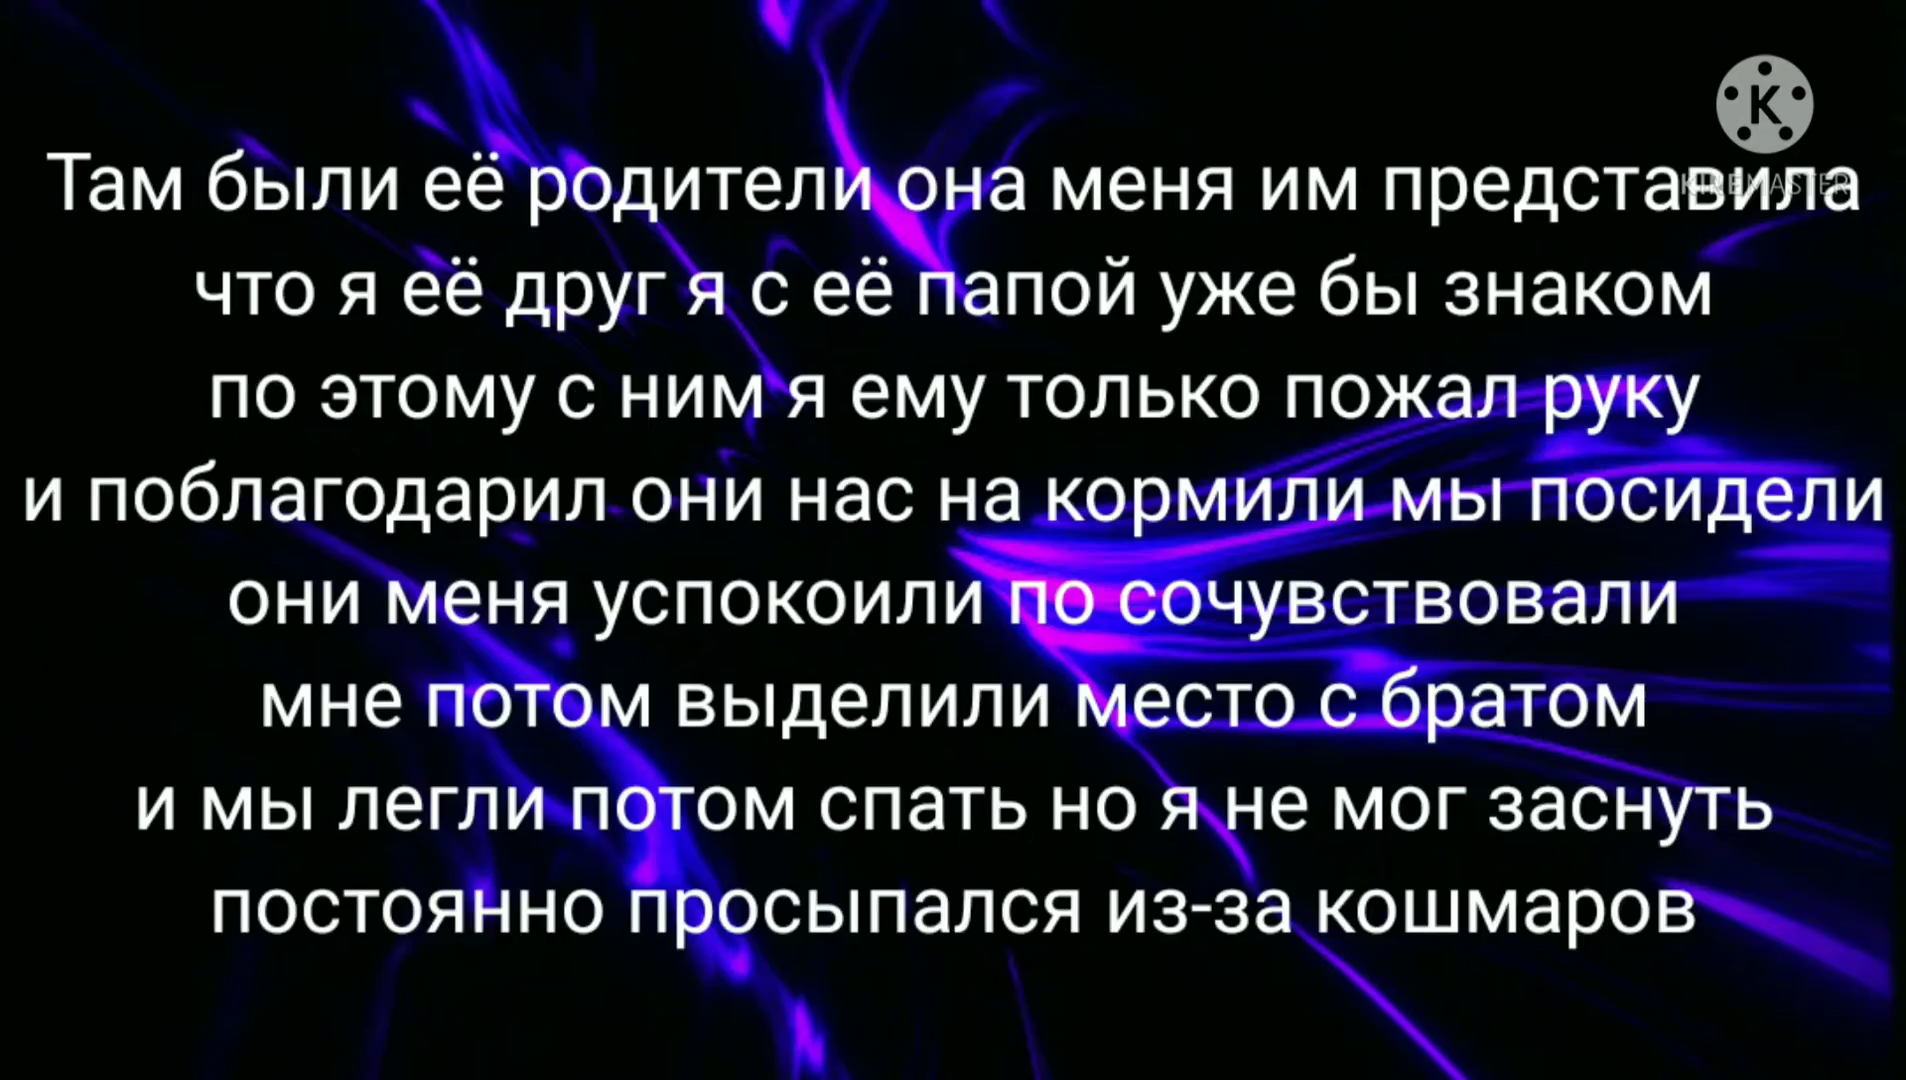 K
KINEMASTER
Там были её родители она меня им представила
что я её друг я с её папой уже бы знаком
по этому с ним я ему только пожал руку
и поблагодарил они нас на кормили мы посидели
они меня успокоили по сочувствовали
мне потом выделили место с братом
и мы легли потом спать но я не мог заснуть
постоянно просыпался из-за кошмаров